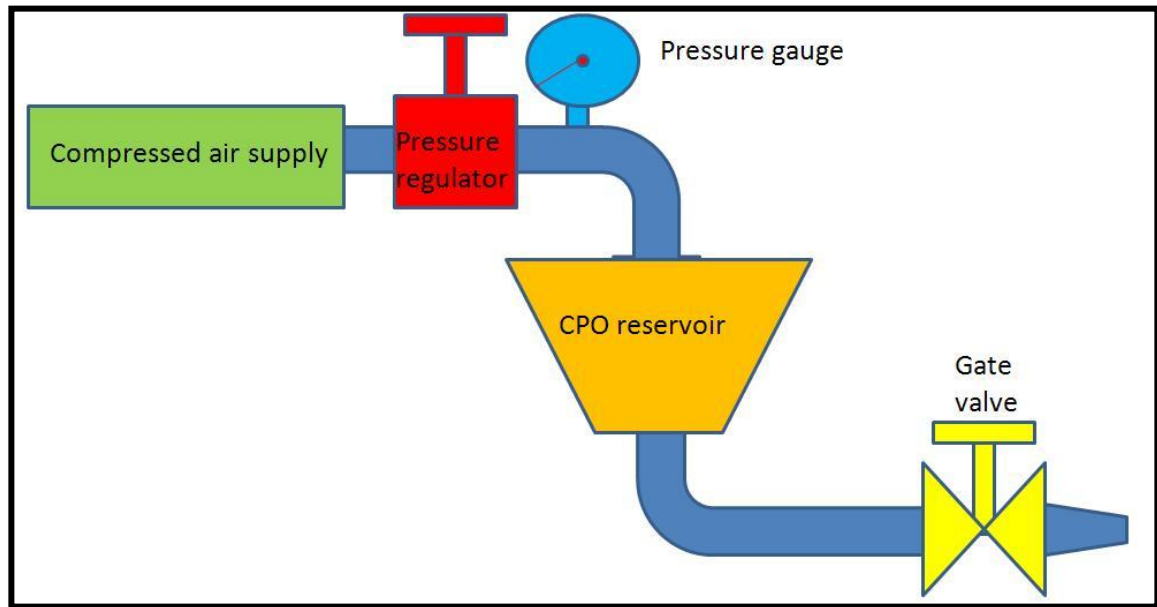 Pressure gauge
Compressed air supply
Pressure
regulator
CPO reservoir
Gate
valve